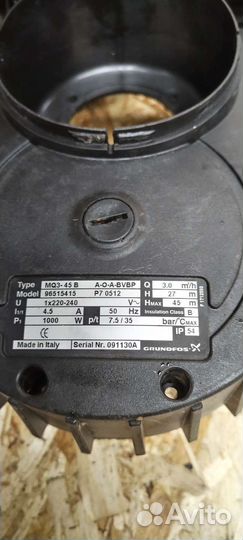 Type MQ3- 45 B A-O-A-BVBP Q 3.0 m³/h
Model 96515415 P7 0512 H 27 m
U 1x220-240 V~ HMAX 45 m
I1/1 4.5 A 50 Hz Insulation Class B
P1 1000 W p/t 7.5 / 35 bar/°CMAX
CE IP 54
Made in Italy Serial Nr. 091130A GRUNDFOS
Avito